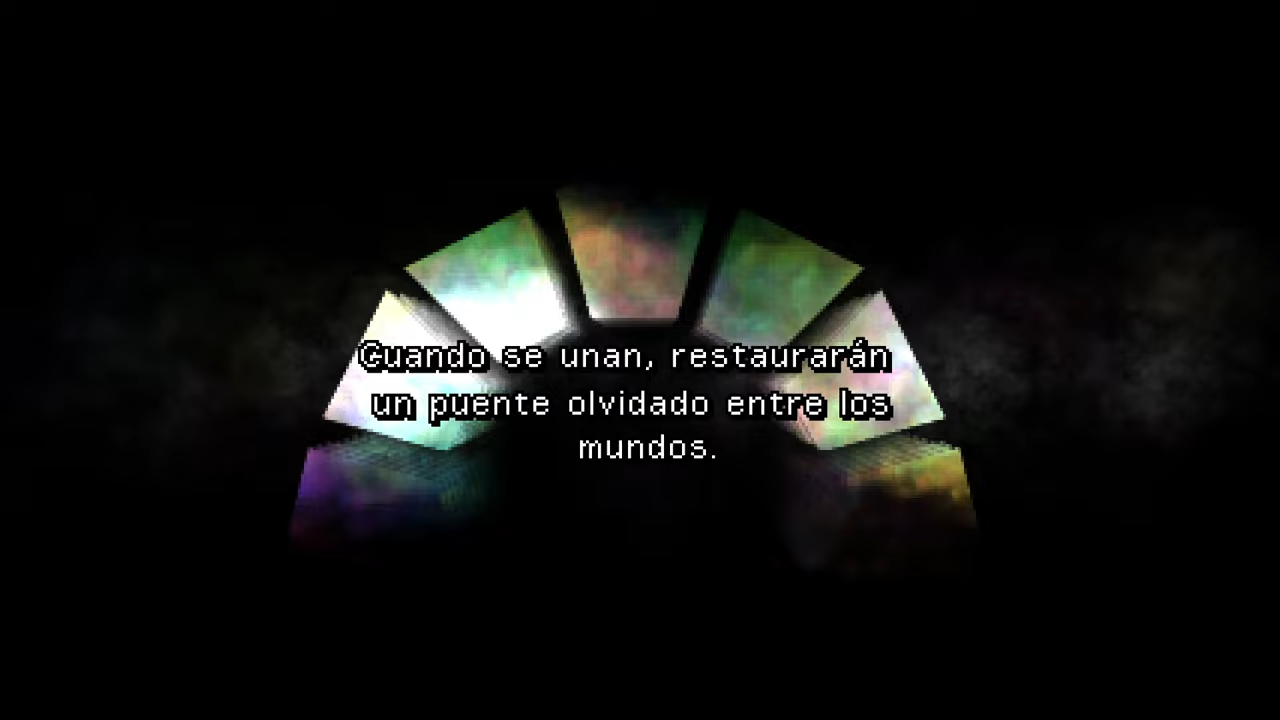 Cuando se unan, restaurarán
un puente olvidado entre los
mundos.